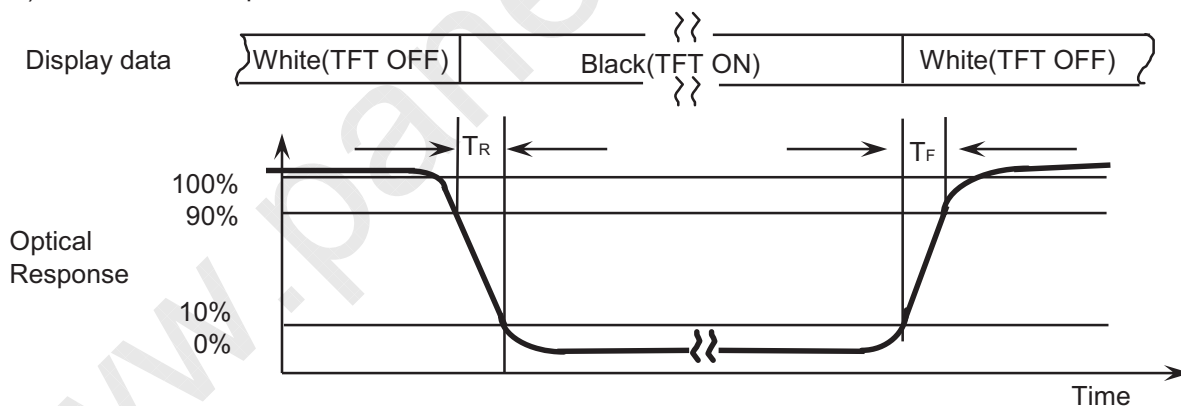 Display data
White(TFT OFF)
Black(TFT ON)
White(TFT OFF)
TR
TF
100%
90%
Optical
Response
10%
0%
Time